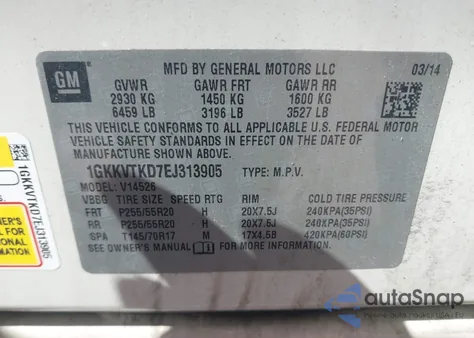 GM
MFD BY GENERAL MOTORS LLC 03/14
GVWR GAWR FRT GAWR RR
2930 KG 1450 KG 1600 KG
6459 LB 3196 LB 3527 LB
THIS VEHICLE CONFORMS TO ALL APPLICABLE U.S. FEDERAL MOTOR
VEHICLE SAFETY STANDARDS IN EFFECT ON THE DATE OF
MANUFACTURE SHOWN ABOVE.
1GKKVTKD7EJ313905 TYPE: M.P.V.
MODEL: V14526
TIRE SIZE SPEED RTG RIM COLD TIRE PRESSURE
FRT P255/55R20 H 20X7.5J 240KPA(35PSI)
RR P255/55R20 H 20X7.5J 240KPA(35PSI)
SPA T145/70R17 M 17X4.5B 420KPA(60PSI)
SEE OWNER'S MANUAL FOR MORE INFORMATION
1GKKVTKD7EJ313905
OWNER'S
FOR
INFORMATION
autoSnap